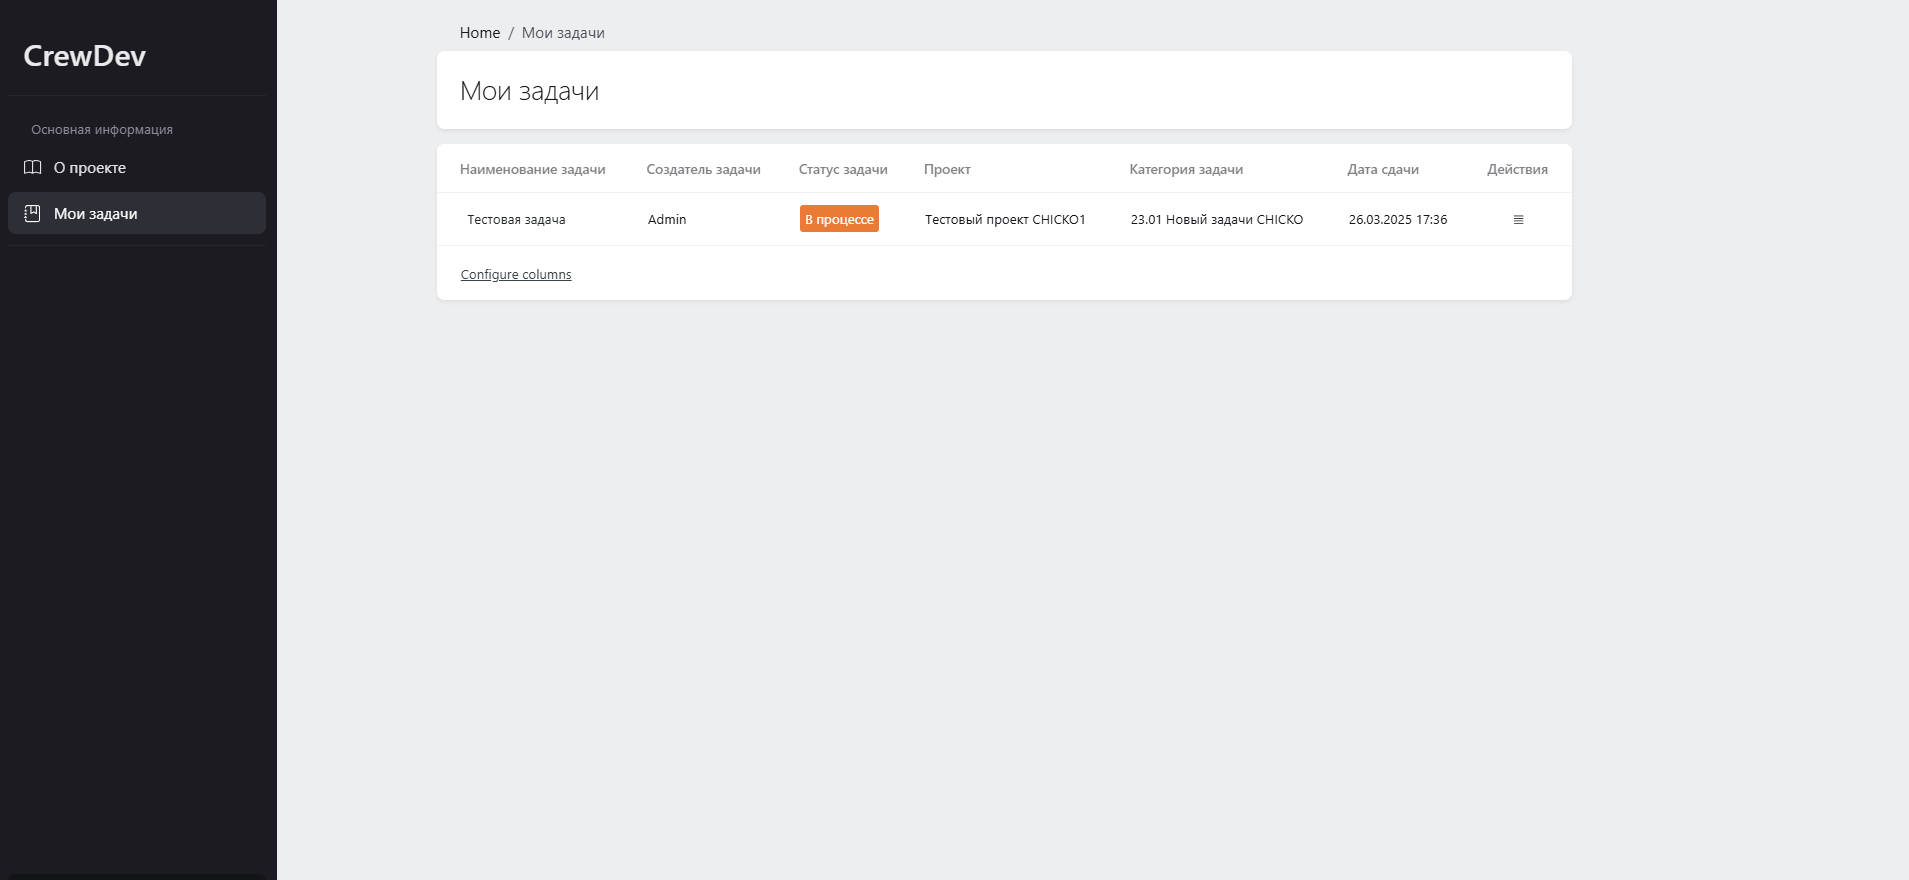 CrewDev
Основная информация
О проекте
Мои задачи
Home / Мои задачи
Мои задачи
Наименование задачи Создатель задачи Статус задачи Проект Категория задачи Дата сдачи Действия
Тестовая задача Admin В процессе Тестовый проект CHICKO1 23.01 Новый задачи CHICKO 26.03.2025 17:36
Configure columns